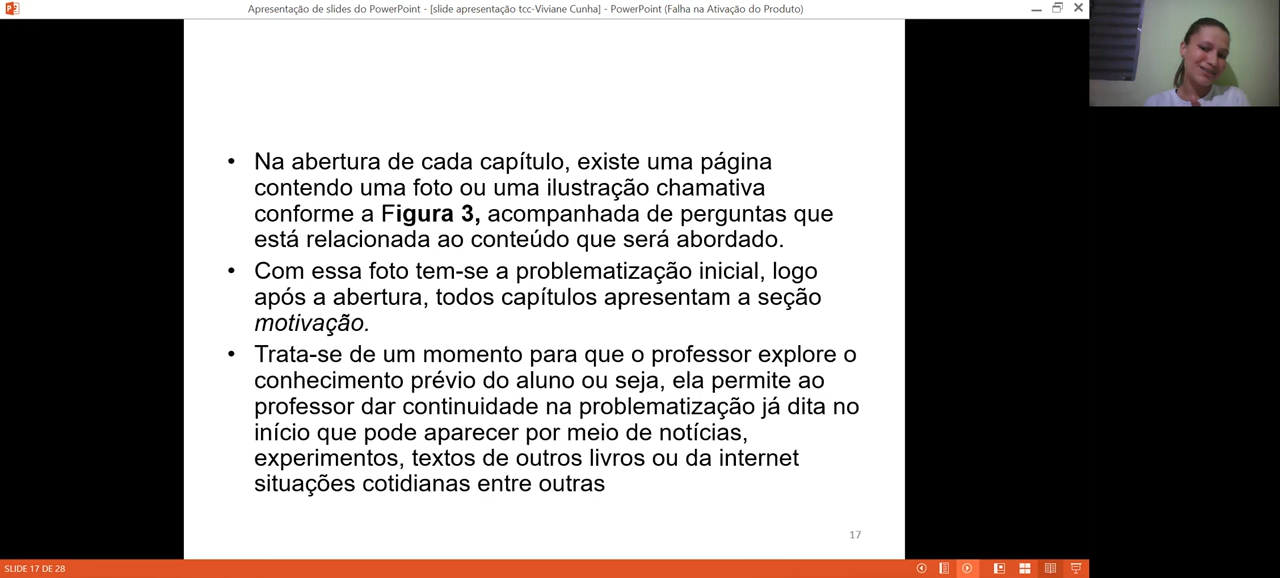 Apresentação de slides do PowerPoint - [slide apresentação tcc-Viviane Cunha] - PowerPoint (Falha na Ativação do Produto)
• Na abertura de cada capítulo, existe uma página
contendo uma foto ou uma ilustração chamativa
conforme a Figura 3, acompanhada de perguntas que
está relacionada ao conteúdo que será abordado.
• Com essa foto tem-se a problematização inicial, logo
após a abertura, todos capítulos apresentam a seção
motivação.
• Trata-se de um momento para que o professor explore o
conhecimento prévio do aluno ou seja, ela permite ao
professor dar continuidade na problematização já dita no
início que pode aparecer por meio de notícias,
experimentos, textos de outros livros ou da internet
situações cotidianas entre outras
17
SLIDE 17 DE 28